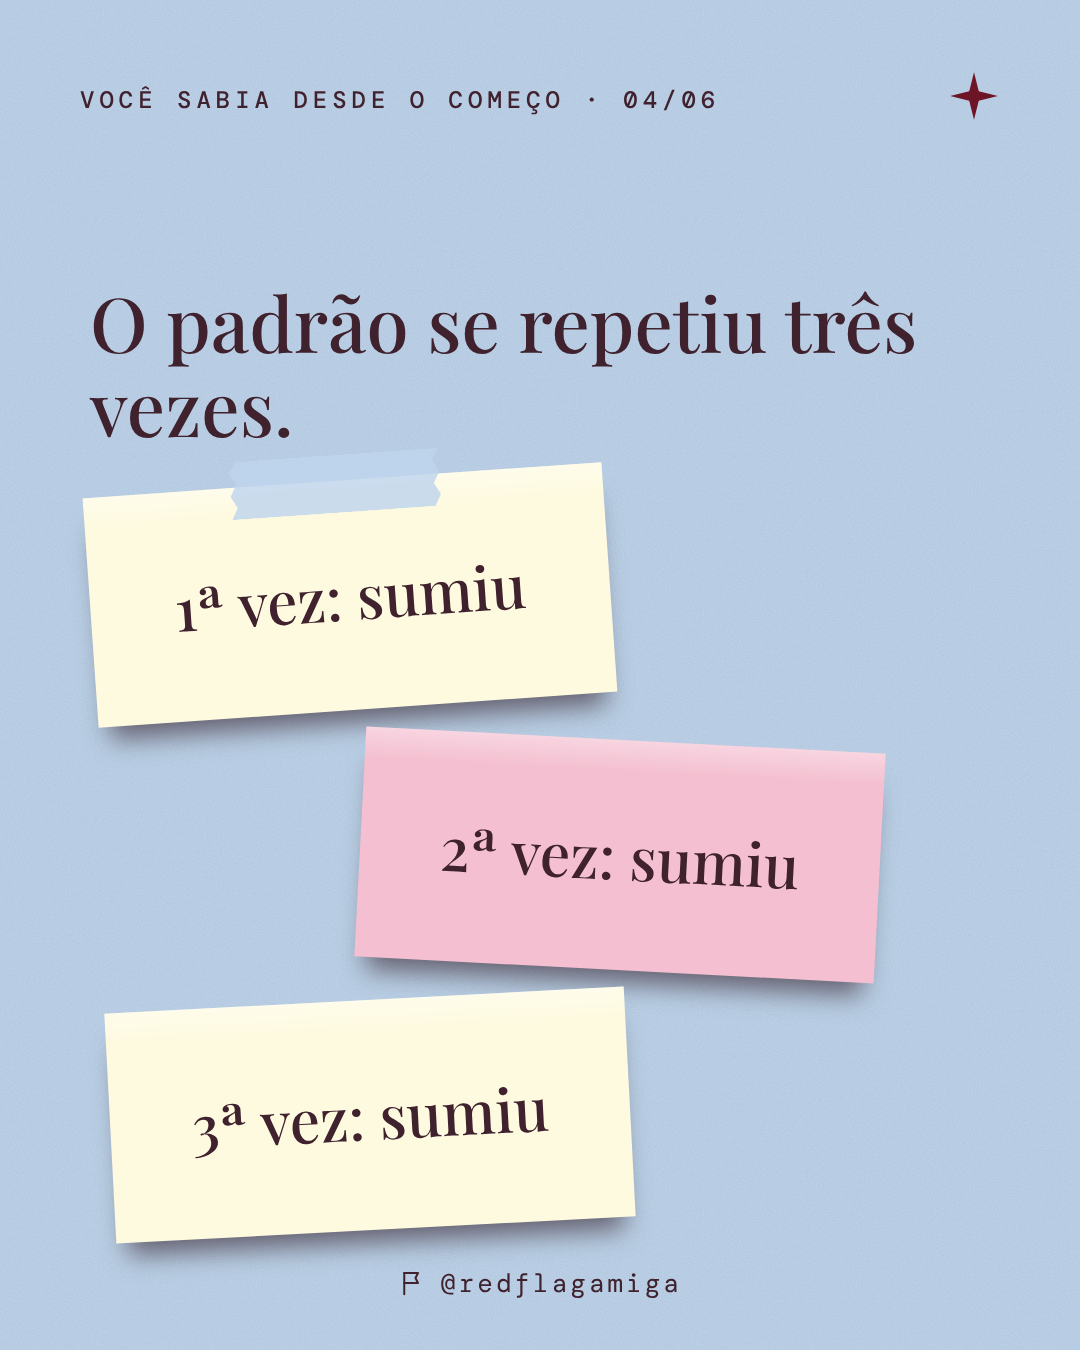 VOCÊ SABIA DESDE O COMEÇO · 04/06
O padrão se repetiu três
vezes.
1ª vez: sumiu
2ª vez: sumiu
3ª vez: sumiu
@redflagamiga